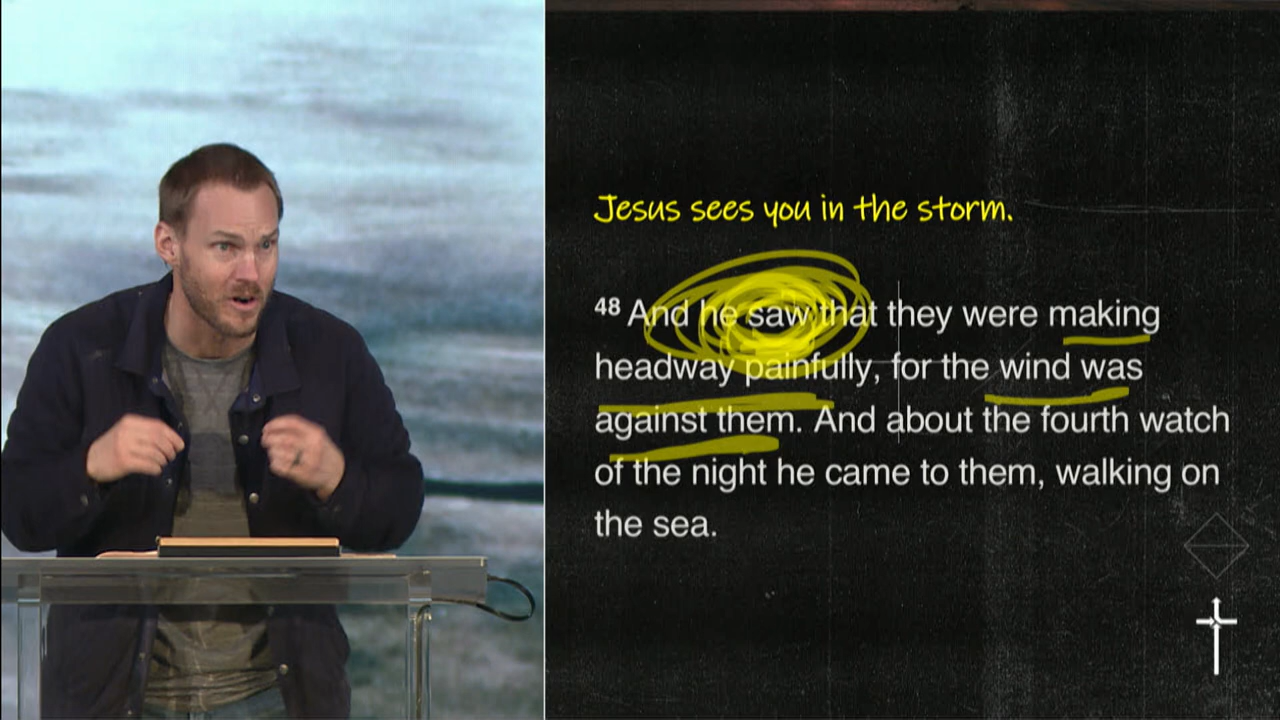 Jesus sees you in the storm.
48 And he saw that they were making
headway painfully, for the wind was
against them. And about the fourth watch
of the night he came to them, walking on
the sea.